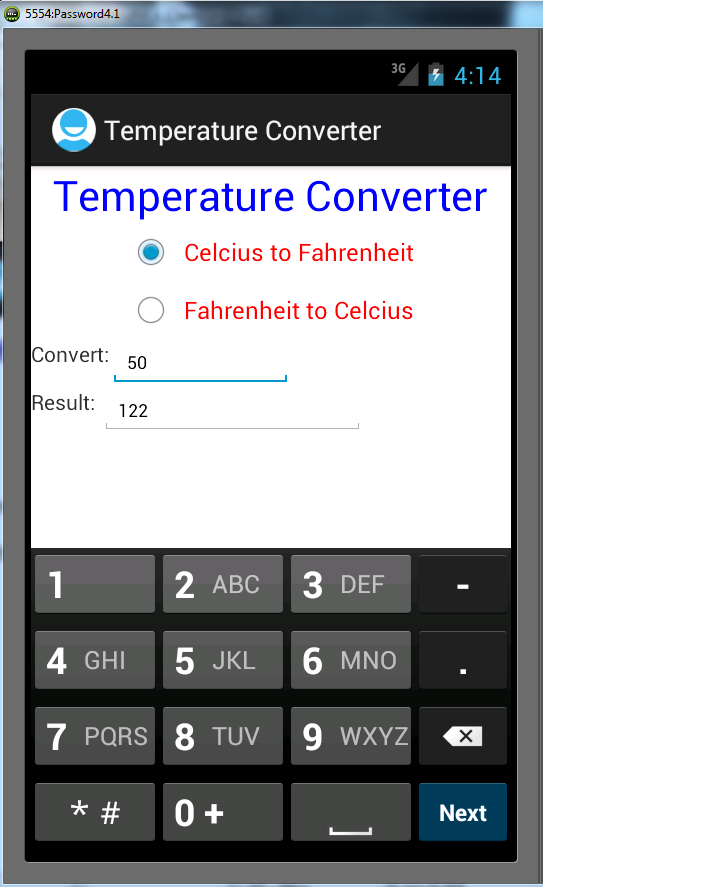 5554:Password4.1
3G 4:14
Temperature Converter
Temperature Converter
Celcius to Fahrenheit
Fahrenheit to Celcius
Convert: 50
Result: 122
1 2 ABC 3 DEF -
4 GHI 5 JKL 6 MNO .
7 PQRS 8 TUV 9 WXYZ
* # 0 + Next